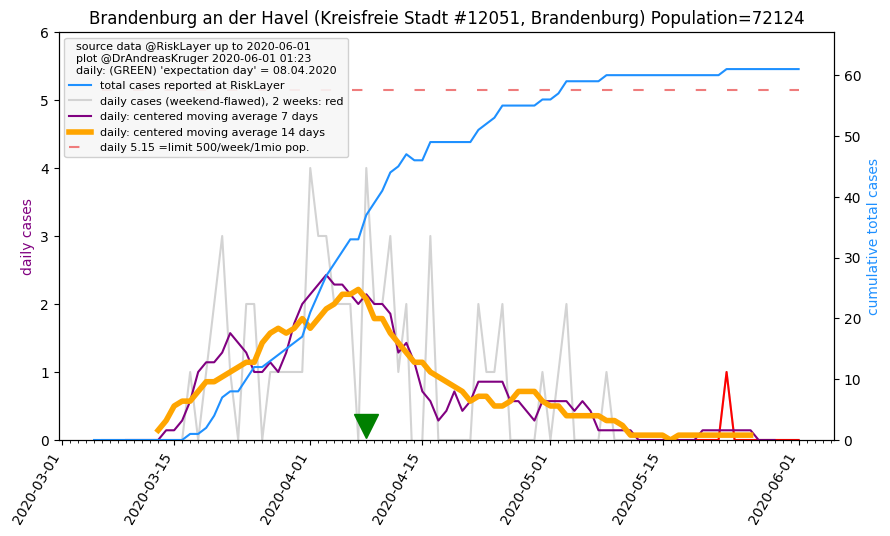 Brandenburg an der Havel (Kreisfreie Stadt #12051, Brandenburg) Population=72124
source data @RiskLayer up to 2020-06-01
plot @DrAndreasKruger 2020-06-01 01:23
daily: (GREEN) 'expectation day' = 08.04.2020
total cases reported at RiskLayer
daily cases (weekend-flawed), 2 weeks: red
daily: centered moving average 7 days
daily: centered moving average 14 days
daily 5.15 =limit 500/week/1mio pop.
daily cases
6
5
4
3
2
1
0
cumulative total cases
60
50
40
30
20
10
0
2020-03-01
2020-03-15
2020-04-01
2020-04-15
2020-05-01
2020-05-15
2020-06-01